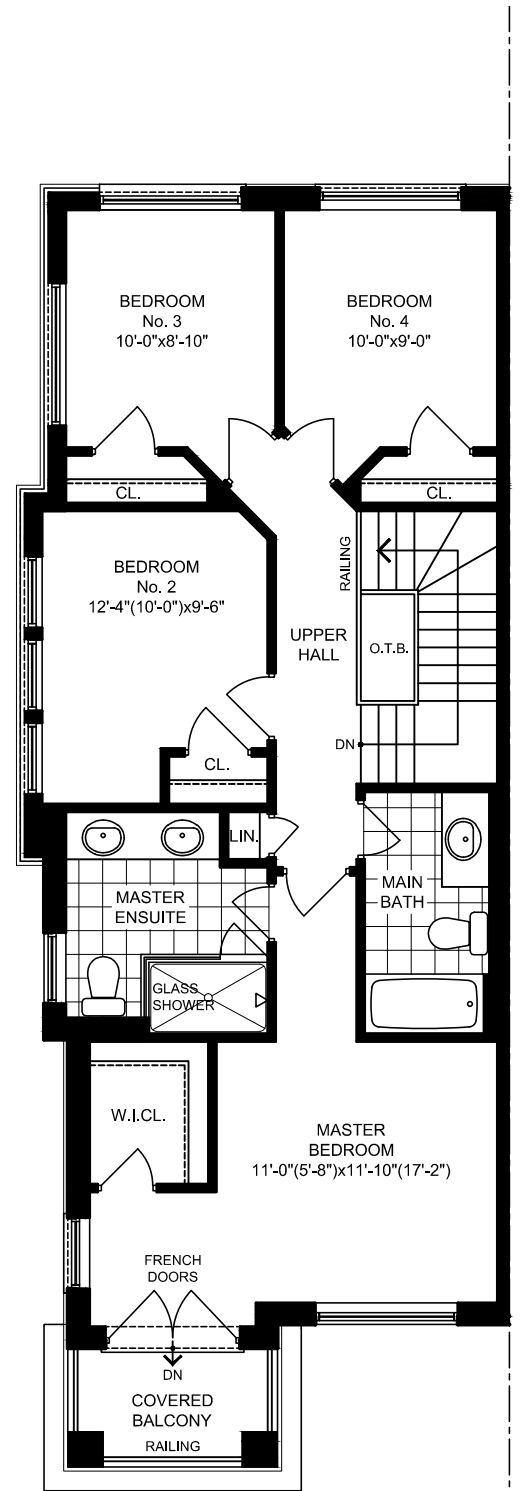 BEDROOM
No. 3
10'-0"x8'-10"
BEDROOM
No. 4
10'-0"x9'-0"
CL.
CL.
BEDROOM
No. 2
12'-4"(10'-0")x9'-6"
RAILING
UPPER
HALL
O.T.B.
DN
CL.
LIN.
MASTER
ENSUITE
MAIN
BATH
GLASS
SHOWER
W.I.CL.
MASTER
BEDROOM
11'-0"(5'-8")x11'-10"(17'-2")
FRENCH
DOORS
DN
COVERED
BALCONY
RAILING